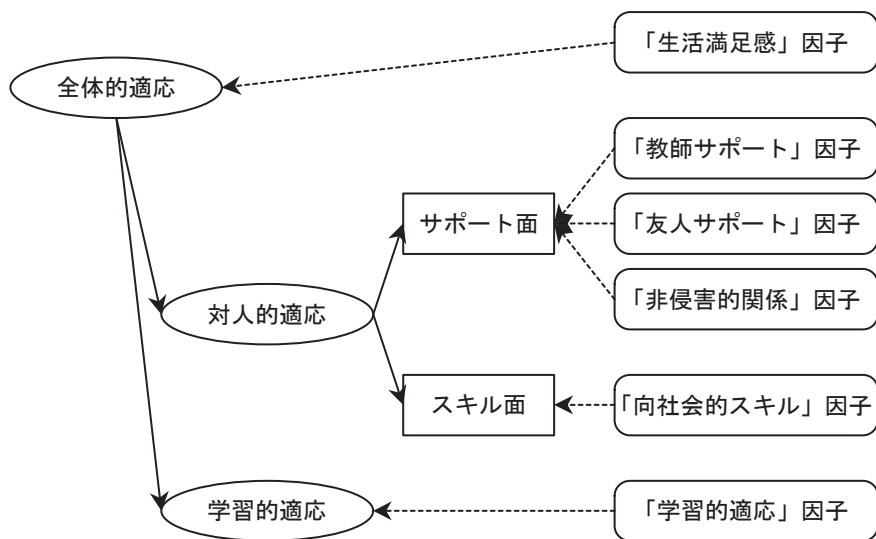 「生活満足感」因子
全体的適応
「教師サポート」因子
サポート面
「友人サポート」因子
「非侵害的関係」因子
対人的適応
スキル面
「向社会的スキル」因子
学習的適応
「学習的適応」因子